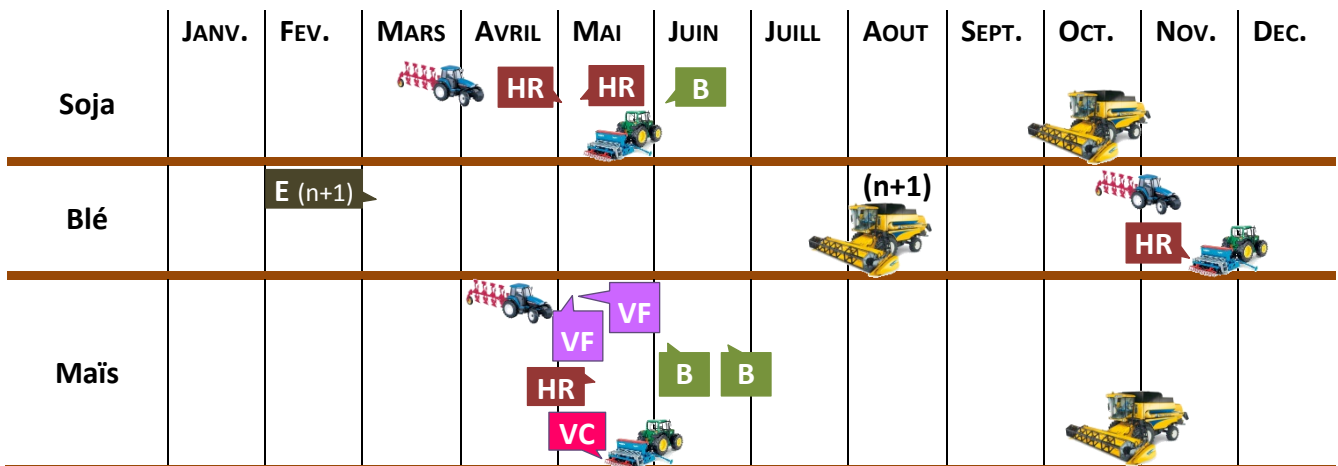 JANV. FEV. MARS AVRIL MAI JUIN JUILL AOUT SEPT. OCT. NOV. DEC.
Soja HR HR B
Blé E (n+1) (n+1) HR
Maïs VF VF
HR B B
VC